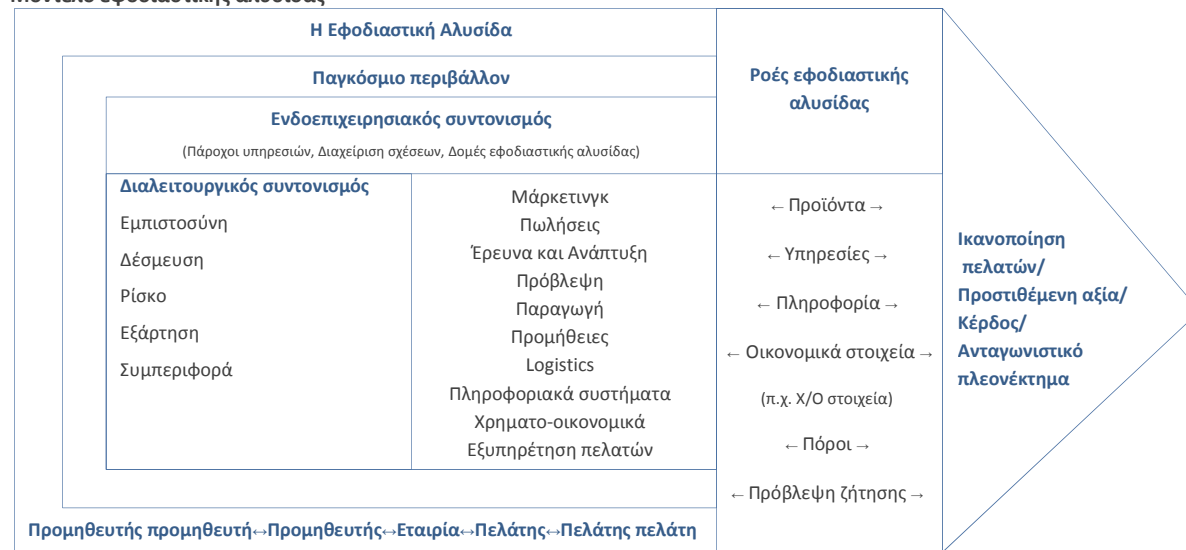 Μοντέλο εφοδιαστικής αλυσίδας
Η Εφοδιαστική Αλυσίδα
Παγκόσμιο περιβάλλον
Ενδοεπιχειρησιακός συντονισμός
(Πάροχοι υπηρεσιών, Διαχείριση σχέσεων, Δομές εφοδιαστικής αλυσίδας)
Διαλειτουργικός συντονισμός
Εμπιστοσύνη
Δέσμευση
Ρίσκο
Εξάρτηση
Συμπεριφορά
Μάρκετινγκ
Πωλήσεις
Έρευνα και Ανάπτυξη
Πρόβλεψη
Παραγωγή
Προμήθειες
Logistics
Πληροφοριακά συστήματα
Χρηματο-οικονομικά
Εξυπηρέτηση πελατών
Ροές εφοδιαστικής
αλυσίδας
← Προϊόντα →
← Υπηρεσίες →
← Πληροφορία →
← Οικονομικά στοιχεία →
(π.χ. Χ/Ο στοιχεία)
← Πόροι →
← Πρόβλεψη ζήτησης →
Ικανοποίηση
πελατών/
Προστιθέμενη αξία/
Κέρδος/
Ανταγωνιστικό
πλεονέκτημα
Προμηθευτής προμηθευτή↔Προμηθευτής↔Εταιρία↔Πελάτης↔Πελάτης πελάτη